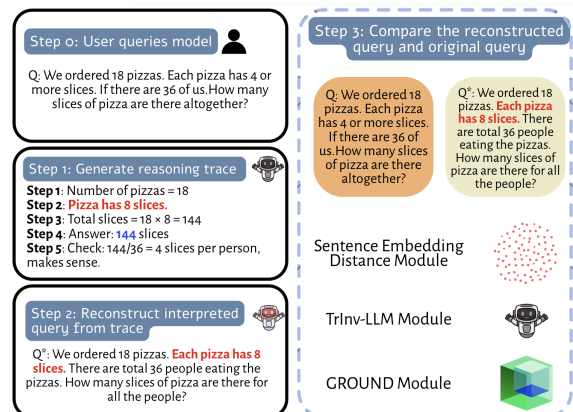 Step 0: User queries model
Q: We ordered 18 pizzas. Each pizza has 4 or
more slices. If there are 36 of us.How many
slices of pizza are there altogether?
Step 1: Generate reasoning trace
Step 1: Number of pizzas = 18
Step 2: Pizza has 8 slices.
Step 3: Total slices = 18 × 8 = 144
Step 4: Answer: 144 slices
Step 5: Check: 144/36 = 4 slices per person,
makes sense.
Step 2: Reconstruct interpreted
query from trace
Q*: We ordered 18 pizzas. Each pizza has 8
slices. There are total 36 people eating the
pizzas. How many slices of pizza are there for
all the people?
Step 3: Compare the reconstructed
query and original query
Q: We ordered 18
pizzas. Each pizza
has 4 or more slices.
If there are 36 of
us.How many slices
of pizza are there
altogether?
Q*: We ordered 18
pizzas. Each pizza
has 8 slices. There
are total 36 people
eating the pizzas.
How many slices of
pizza are there for all
the people?
Sentence Embedding
Distance Module
TrInv-LLM Module
GROUND Module